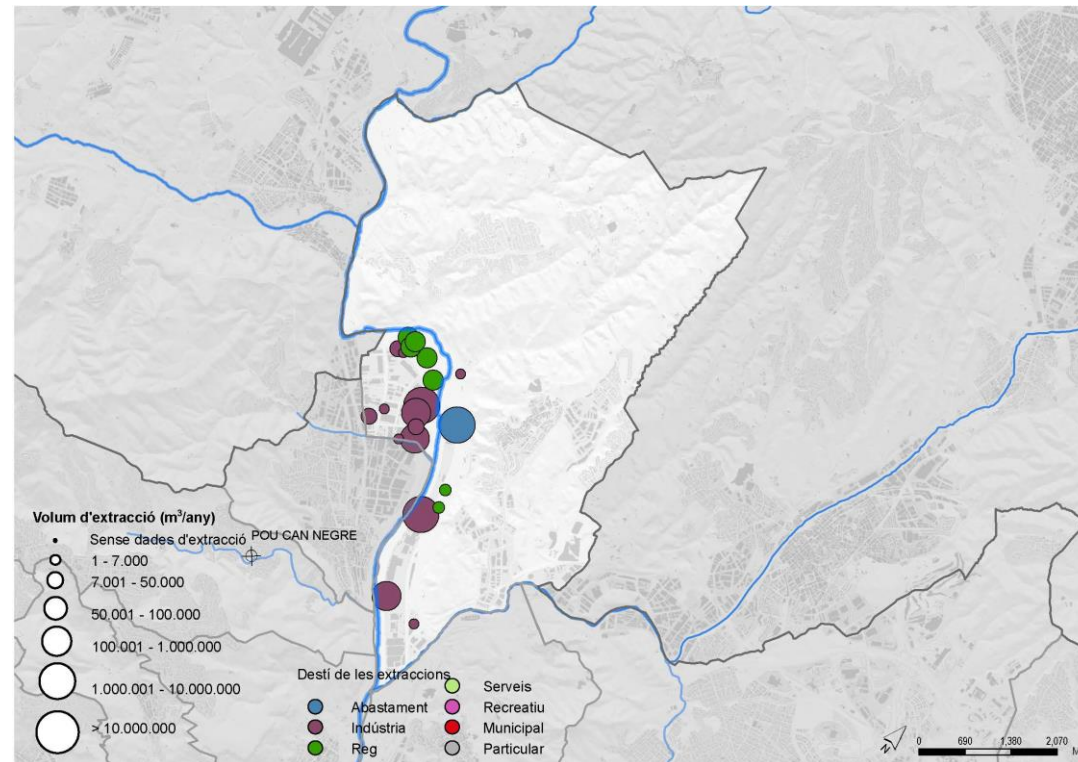 Volum d'extracció (m³/any)
Sense dades d'extracció
POU CAN NEGRE
1 - 7.000
7.001 - 50.000
50.001 - 100.000
100.001 - 1.000.000
1.000.001 - 10.000.000
> 10.000.000
Destí de les extraccions
Abastament
Indústria
Reg
Serveis
Recreatiu
Municipal
Particular
N
0 690 1,380 2,070
M